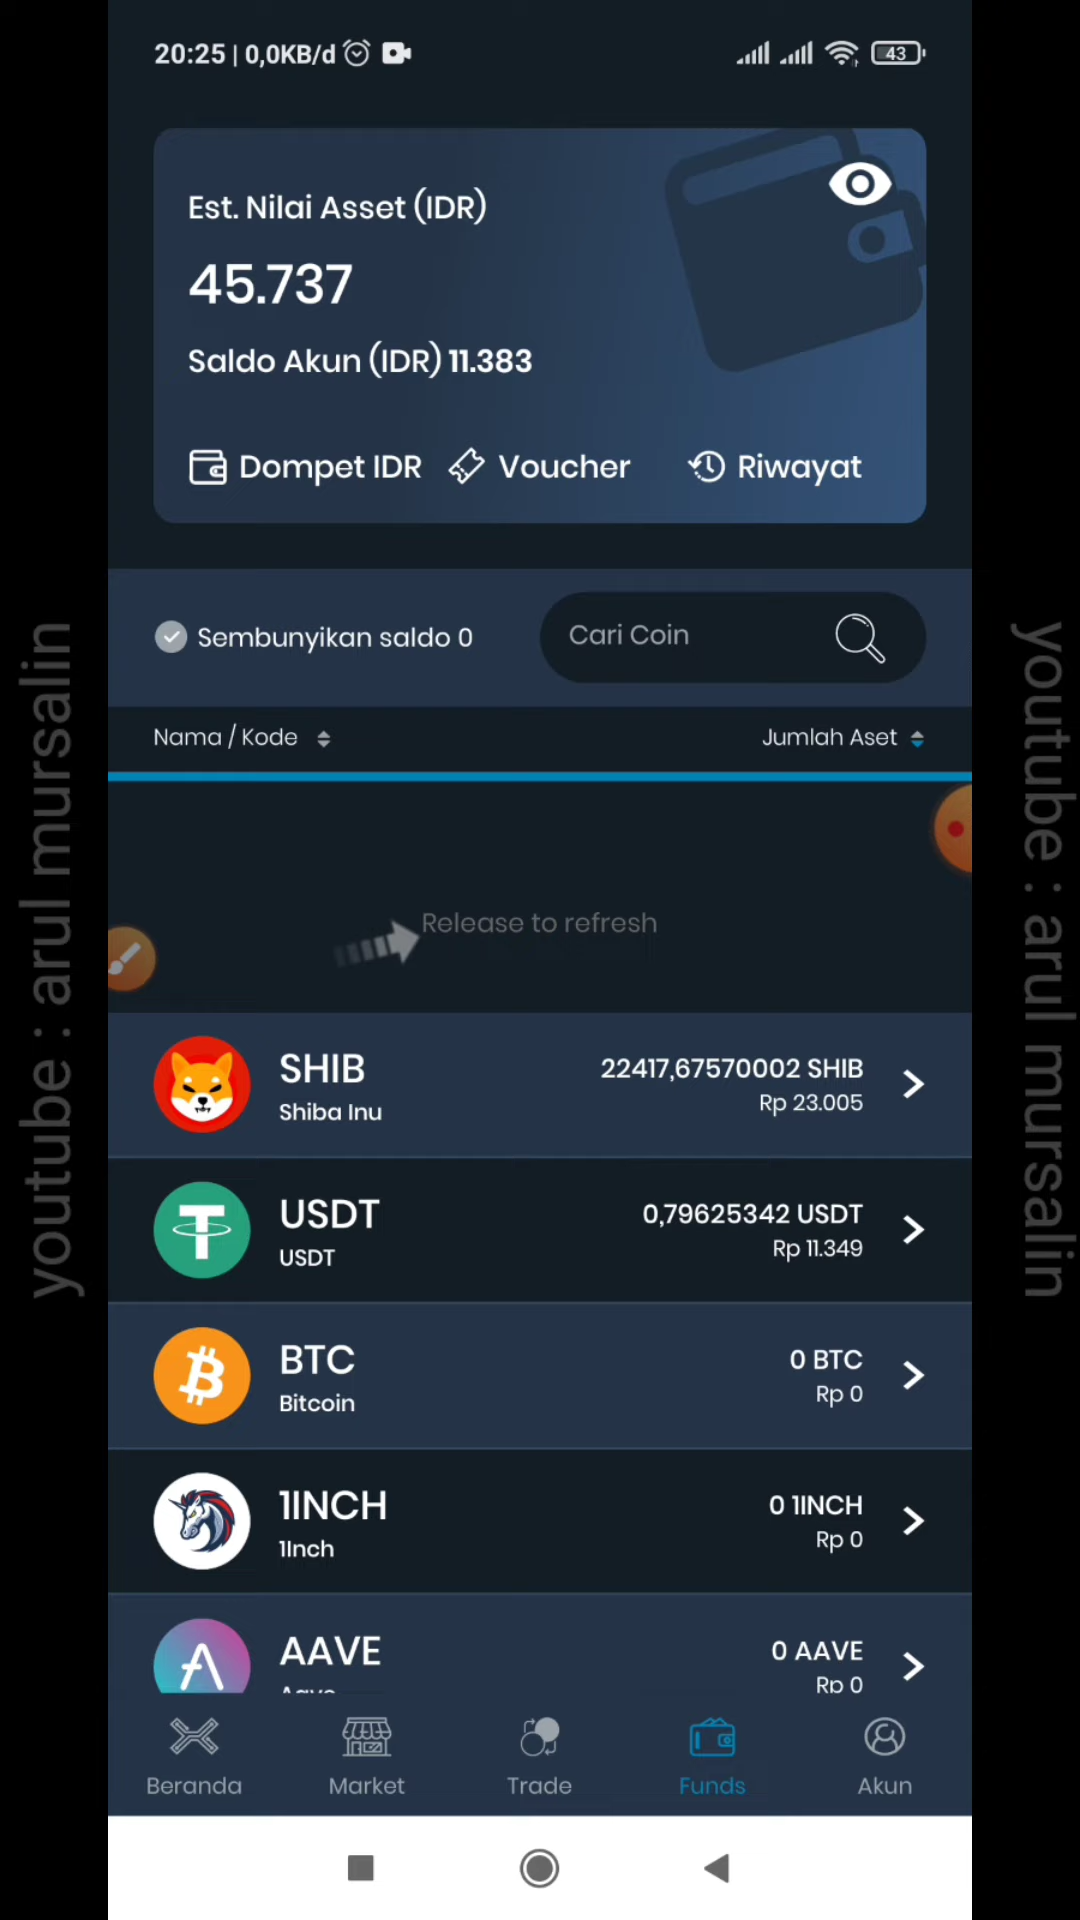 20:25 | 0,0KB/d
43
Est. Nilai Asset (IDR)
45.737
Saldo Akun (IDR) 11.383
Dompet IDR
Voucher
Riwayat
Sembunyikan saldo 0
Cari Coin
Nama / Kode
Jumlah Aset
Release to refresh
SHIB
22417,67570002 SHIB
Shiba Inu
Rp 23.005
USDT
0,79625342 USDT
USDT
Rp 11.349
BTC
0 BTC
Bitcoin
Rp 0
1INCH
0 1INCH
1Inch
Rp 0
AAVE
0 AAVE
Aave
Rp 0
Beranda
Market
Trade
Funds
Akun
youtube : arul mursalin
youtube : arul mursalin